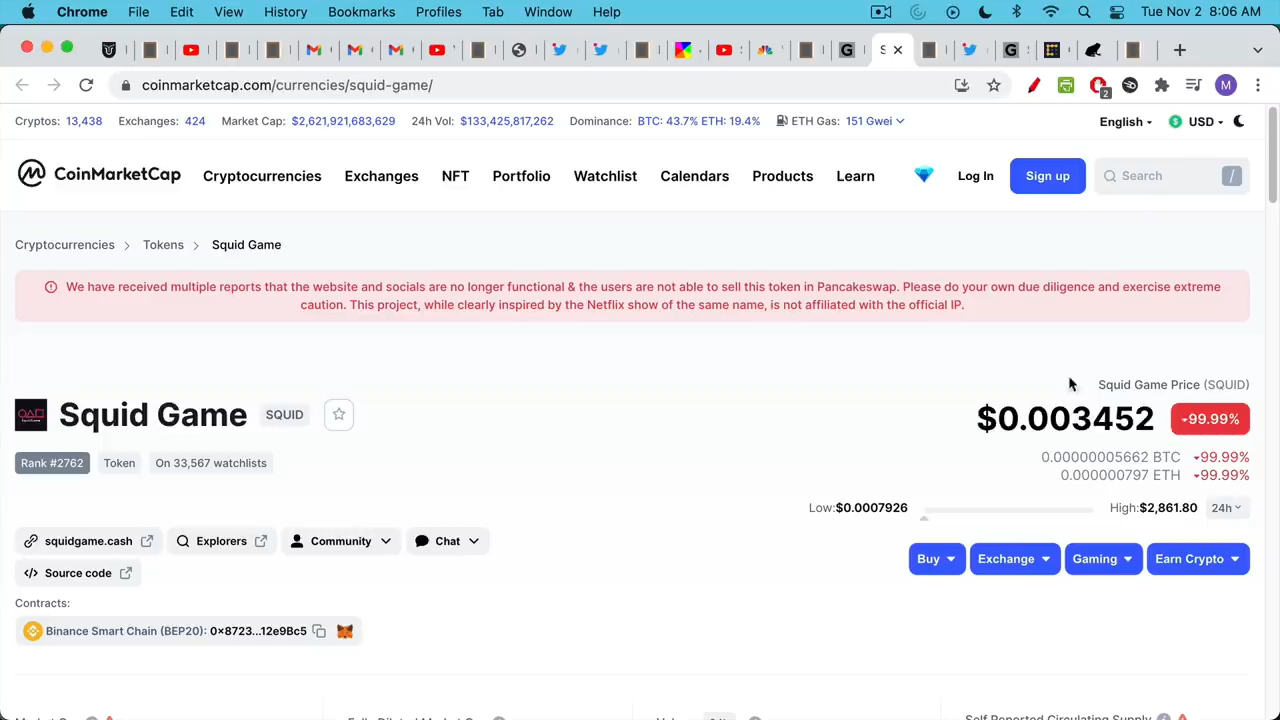 Chrome File Edit View History Bookmarks Profiles Tab Window Help Tue Nov 2 8:06 AM
coinmarketcap.com/currencies/squid-game/
2
M
Cryptos: 13,438 Exchanges: 424 Market Cap: $2,621,921,683,629 24h Vol: $133,425,817,262 Dominance: BTC: 43.7% ETH: 19.4% ETH Gas: 151 Gwei English USD
CoinMarketCap Cryptocurrencies Exchanges NFT Portfolio Watchlist Calendars Products Learn Log In Sign up Search /
Cryptocurrencies > Tokens > Squid Game
We have received multiple reports that the website and socials are no longer functional & the users are not able to sell this token in Pancakeswap. Please do your own due diligence and exercise extreme
caution. This project, while clearly inspired by the Netflix show of the same name, is not affiliated with the official IP.
Squid Game Price (SQUID)
Squid Game SQUID
$0.003452 -99.99%
0.00000005662 BTC -99.99%
Rank #2762 Token On 33,567 watchlists
0.000000797 ETH -99.99%
Low:$0.0007926 High:$2,861.80 24h
squidgame.cash Explorers Community Chat
Buy Exchange Gaming Earn Crypto
Source code
Contracts:
Binance Smart Chain (BEP20): 0x8723...12e9Bc5